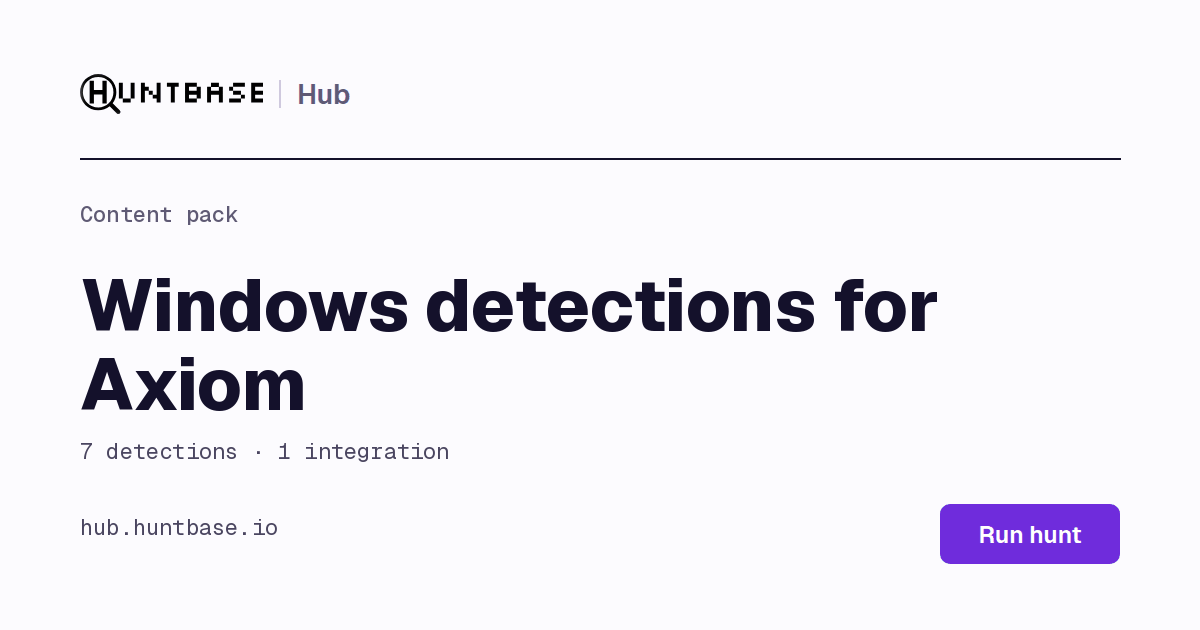 HUNTBASE | Hub
Content pack
Windows detections for
Axiom
7 detections · 1 integration
hub.huntbase.io
Run hunt